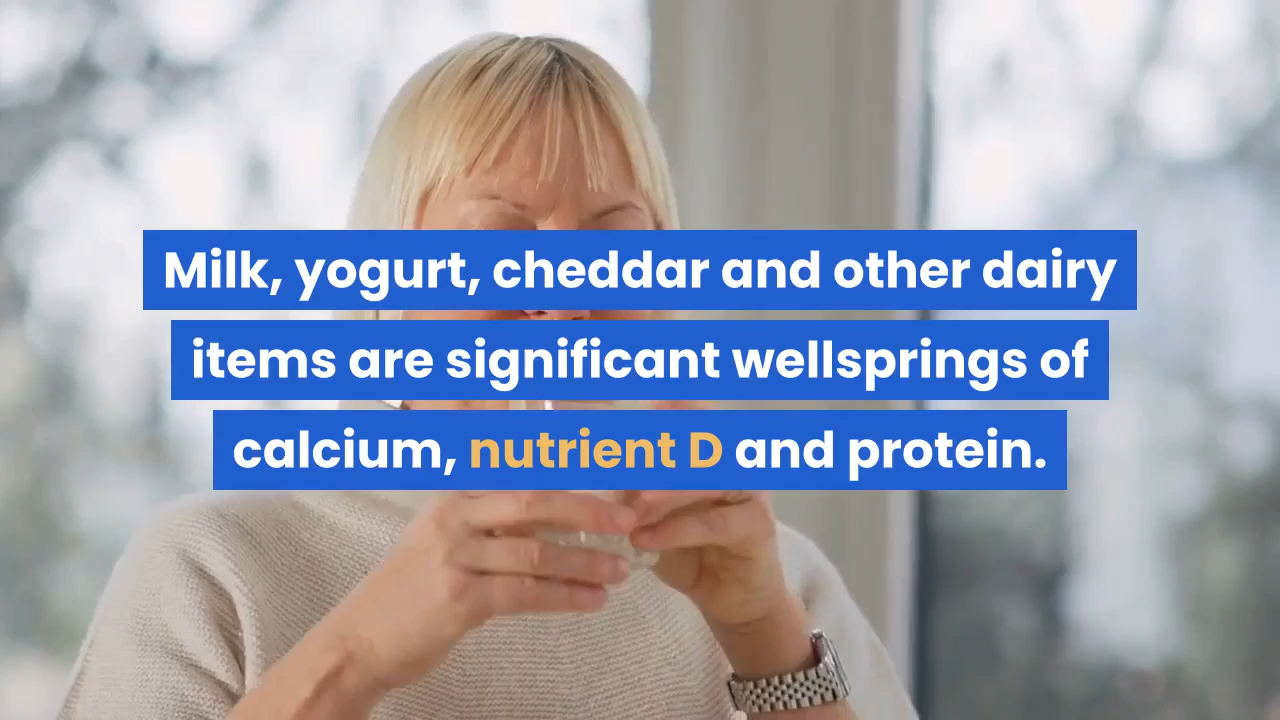 Milk, yogurt, cheddar and other dairy
items are significant wellsprings of
calcium, nutrient D and protein.